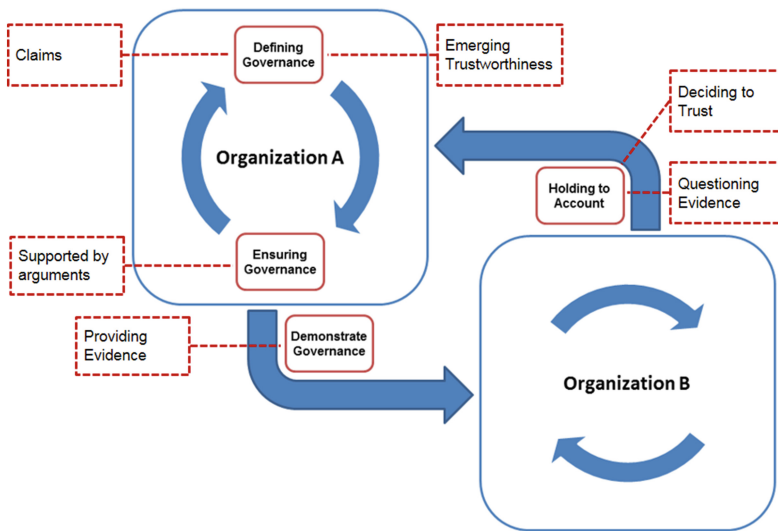 Claims
Defining
Governance
Emerging
Trustworthiness
Deciding to
Trust
Organization A
Holding to
Account
Questioning
Evidence
Supported by
arguments
Ensuring
Governance
Providing
Evidence
Demonstrate
Governance
Organization B